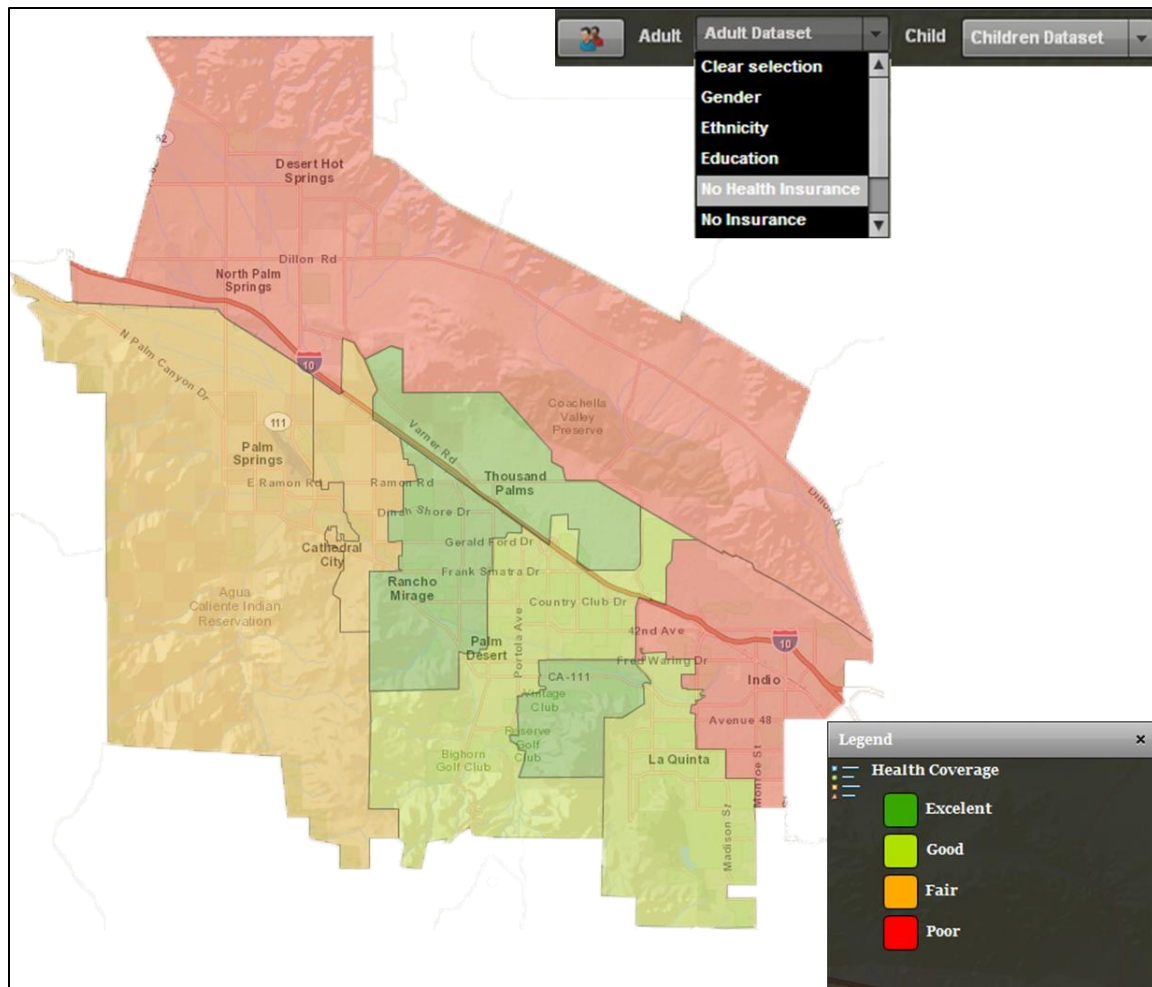 Adult
Adult Dataset
Child
Children Dataset
Clear selection
Gender
Ethnicity
Education
No Health Insurance
No Insurance
62
Desert Hot
Springs
Dillon Rd
North Palm
Springs
10
N Palm Canyon Dr
Coachella
Valley
Preserve
111
Varner Rd
Palm
Springs
Thousand
Palms
E Ramon Rd
Ramon Rd
Dillon R
Dinah Shore Dr
Gerald Ford Dr
Cathedral
City
Frank Sinatra Dr
Rancho
Mirage
Agua
Caliente Indian
Reservation
Country Club Dr
Portola Ave
42nd Ave
10
Palm
Desert
Fred Waring Dr
CA-111
Indio
Vintage
Club
Avenue 48
Reserve
Golf
Club
Bighorn
Golf Club
La Quinta
Monroe St
Madison St
Legend
×
Health Coverage
Excelent
Good
Fair
Poor